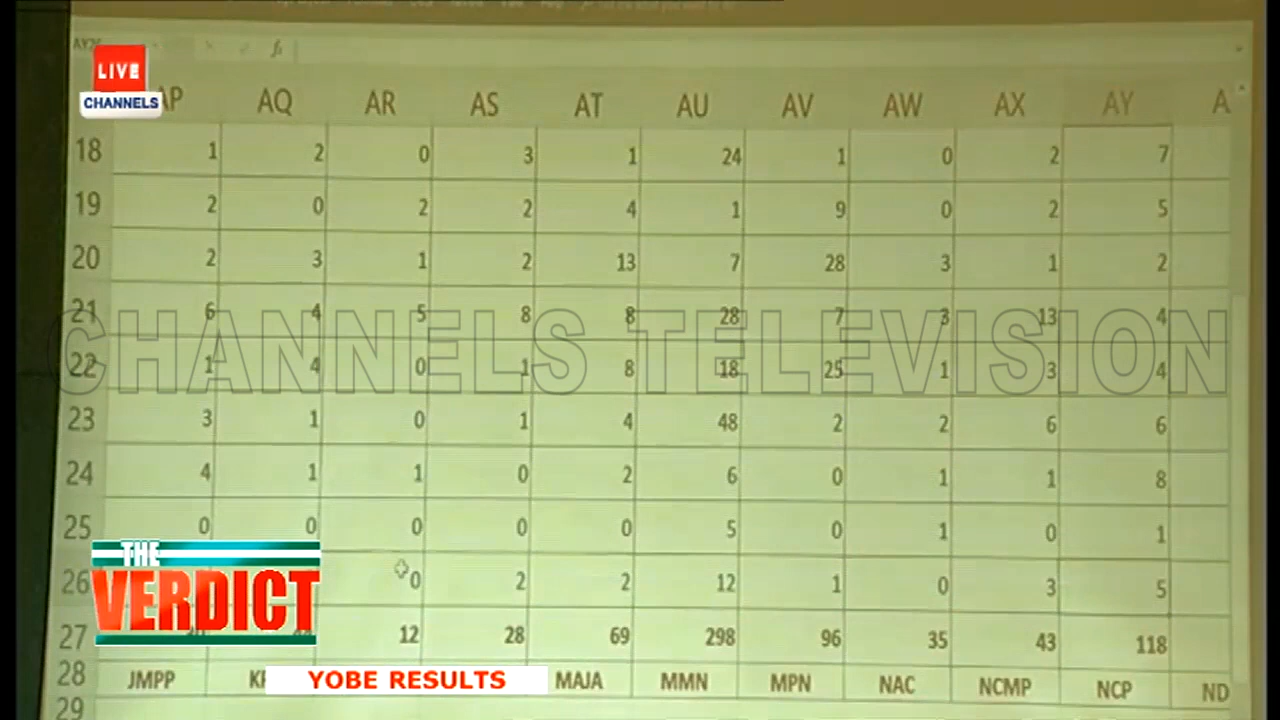 LIVE
CHANNELS
AP AQ AR AS AT AU AV AW AX AY A
18 1 2 0 3 1 24 1 0 2 7
19 2 0 2 2 4 1 9 0 2 5
20 2 3 1 2 13 7 28 3 1 2
21 6 4 5 8 8 28 7 3 13 4
CHANNELS TELEVISION
22 1 4 0 1 8 18 25 1 3 4
23 3 1 0 1 4 48 2 2 6 6
24 4 1 1 0 2 6 0 1 1 8
25 0 0 0 0 0 5 0 1 0 1
26 0 2 2 12 1 0 3 5
THE
VERDICT
27 12 28 69 298 96 35 43 118
28 JMPP MAJA MMN MPN NAC NCMP NCP ND
YOBE RESULTS
29